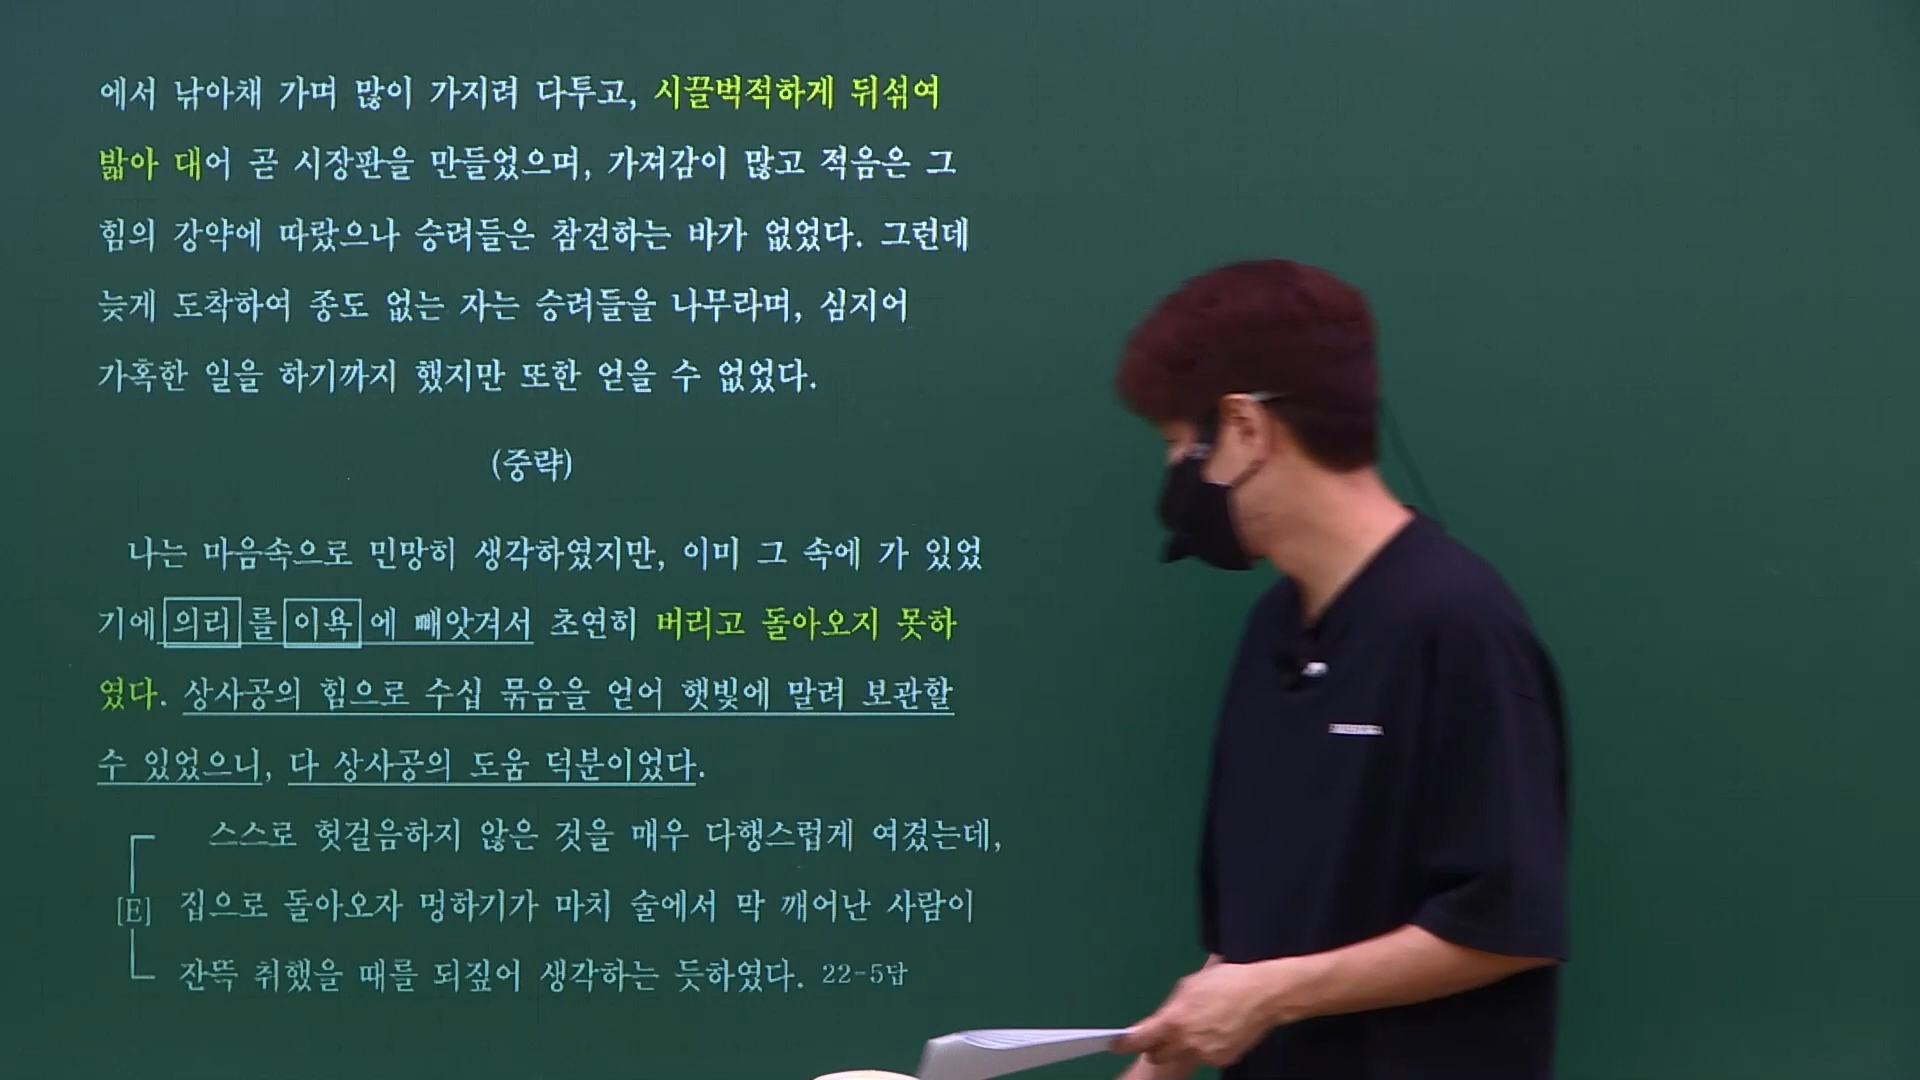 에서 낚아채 가며 많이 가지려 다투고, 시끌벅적하게 뒤섞여
밟아 대어 곧 시장판을 만들었으며, 가져감이 많고 적음은 그
힘의 강약에 따랐으나 승려들은 참견하는 바가 없었다. 그런데
늦게 도착하여 종도 없는 자는 승려들을 나무라며, 심지어
가혹한 일을 하기까지 했지만 또한 얻을 수 없었다.
(중략)
나는 마음속으로 민망히 생각하였지만, 이미 그 속에 가 있었
기에 의리를 이욕에 빼앗겨서 초연히 버리고 돌아오지 못하
였다. 상사공의 힘으로 수십 묶음을 얻어 햇빛에 말려 보관할
수 있었으니, 다 상사공의 도움 덕분이었다.
스스로 헛걸음하지 않은 것을 매우 다행스럽게 여겼는데,
[E] 집으로 돌아오자 멍하기가 마치 술에서 막 깨어난 사람이
잔뜩 취했을 때를 되짚어 생각하는 듯하였다. 22-5답